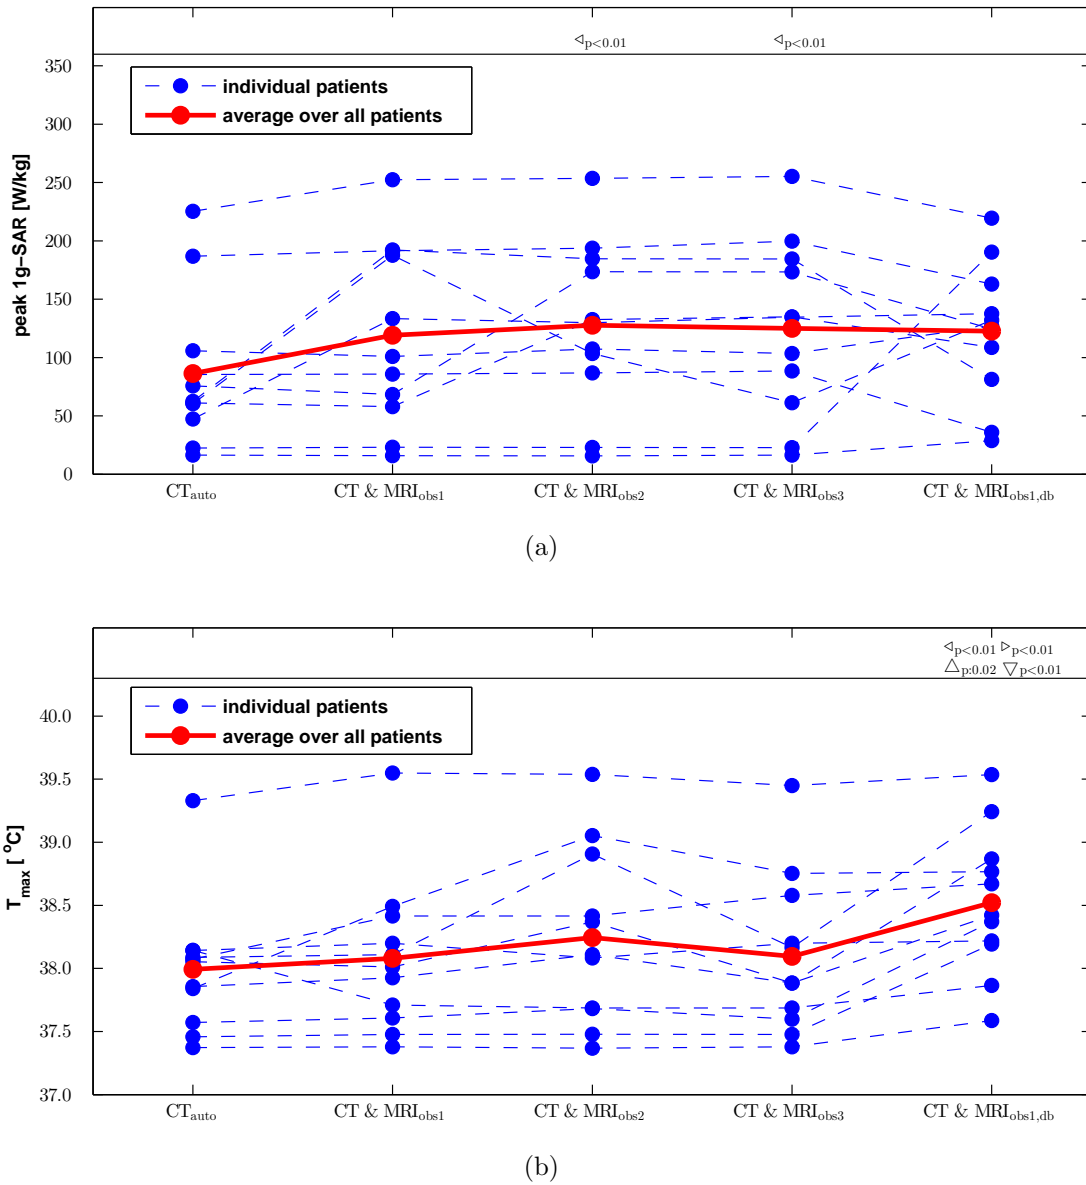 ◃p<0.01 ◃p<0.01
350
300
250
200
150
100
50
0
peak 1g−SAR [W/kg]
individual patients
average over all patients
CTauto CT & MRIobs1 CT & MRIobs2 CT & MRIobs3 CT & MRIobs1,db
(a)
◃p<0.01 ▹p<0.01
△p:0.02 ▽p<0.01
40.0
39.5
39.0
38.5
38.0
37.5
37.0
Tmax [ °C]
individual patients
average over all patients
CTauto CT & MRIobs1 CT & MRIobs2 CT & MRIobs3 CT & MRIobs1,db
(b)